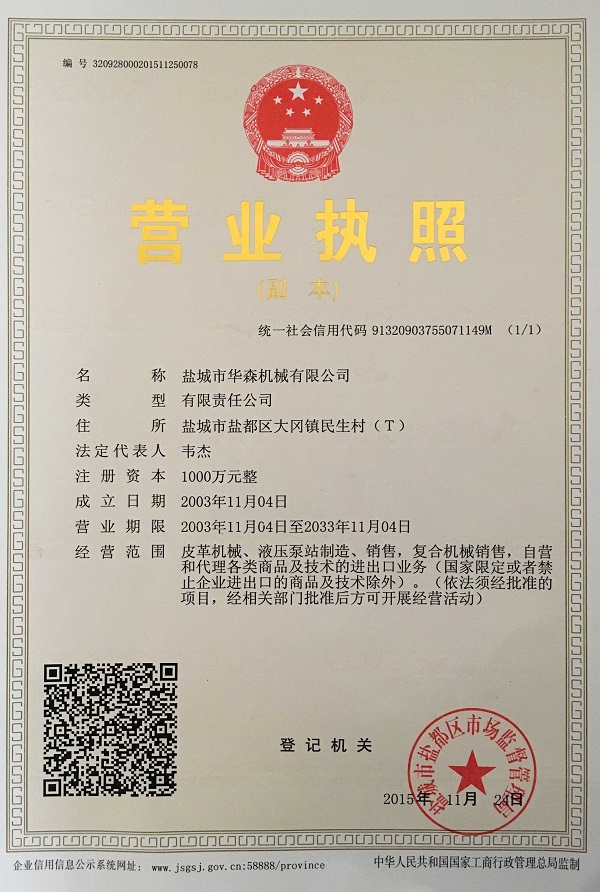 编 号 320928000201511250078
营业执照
（副 本）
统一社会信用代码 91320903755071149M （1/1）
名 称 盐城市华森机械有限公司
类 型 有限责任公司
住 所 盐城市盐都区大冈镇民生村（T）
法定代表人 韦杰
注 册 资 本 1000万元整
成 立 日 期 2003年11月04日
营 业 期 限 2003年11月04日至2033年11月04日
经 营 范 围 皮革机械、液压泵站制造、销售，复合机械销售，自营
和代理各类商品及技术的进出口业务（国家限定或者禁
止企业进出口的商品及技术除外）。（依法须经批准的
项目，经相关部门批准后方可开展经营活动）
登 记 机 关
盐城市盐都区市场监督管理局
2015年 11月 24日
企业信用信息公示系统网址： www.jsgsj.gov.cn:58888/province
中华人民共和国国家工商行政管理总局监制